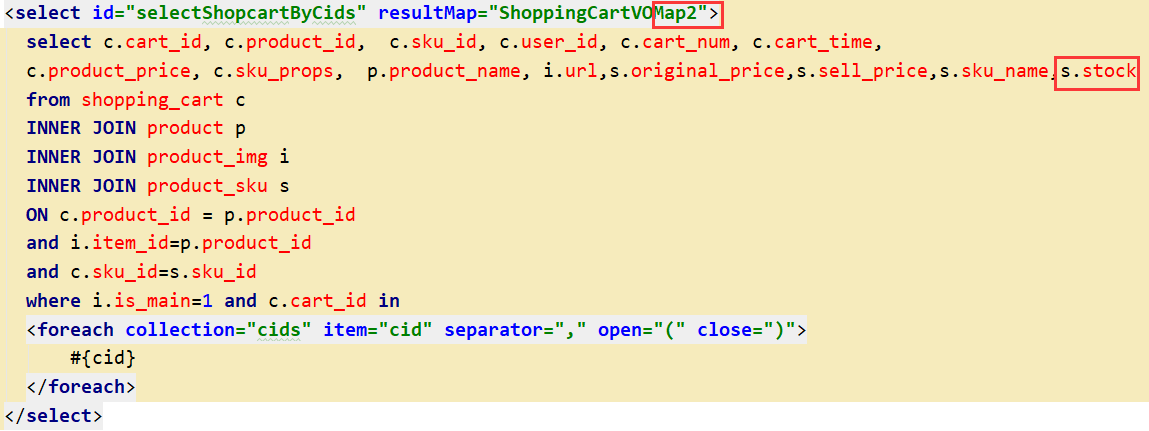 <select id="selectShopcartByCids" resultMap="ShoppingCartVOMap2">
select c.cart_id, c.product_id, c.sku_id, c.user_id, c.cart_num, c.cart_time,
c.product_price, c.sku_props, p.product_name, i.url,s.original_price,s.sell_price,s.sku_name,s.stock
from shopping_cart c
INNER JOIN product p
INNER JOIN product_img i
INNER JOIN product_sku s
ON c.product_id = p.product_id
and i.item_id=p.product_id
and c.sku_id=s.sku_id
where i.is_main=1 and c.cart_id in
<foreach collection="cids" item="cid" separator="," open="(" close=")">
#{cid}
</foreach>
</select>